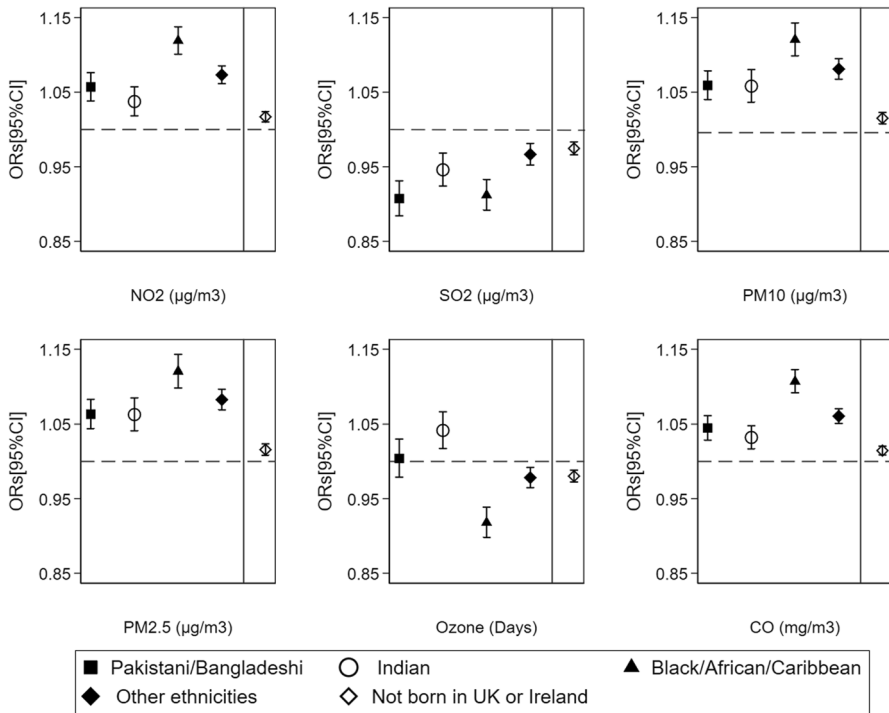 ORs[95%CI]
1.15
1.05
0.95
0.85
NO2 (µg/m3)
ORs[95%CI]
1.15
1.05
0.95
0.85
SO2 (µg/m3)
ORs[95%CI]
1.15
1.05
0.95
0.85
PM10 (µg/m3)
ORs[95%CI]
1.15
1.05
0.95
0.85
PM2.5 (µg/m3)
ORs[95%CI]
1.15
1.05
0.95
0.85
Ozone (Days)
ORs[95%CI]
1.15
1.05
0.95
0.85
CO (mg/m3)
Pakistani/Bangladeshi
Indian
Black/African/Caribbean
Other ethnicities
Not born in UK or Ireland